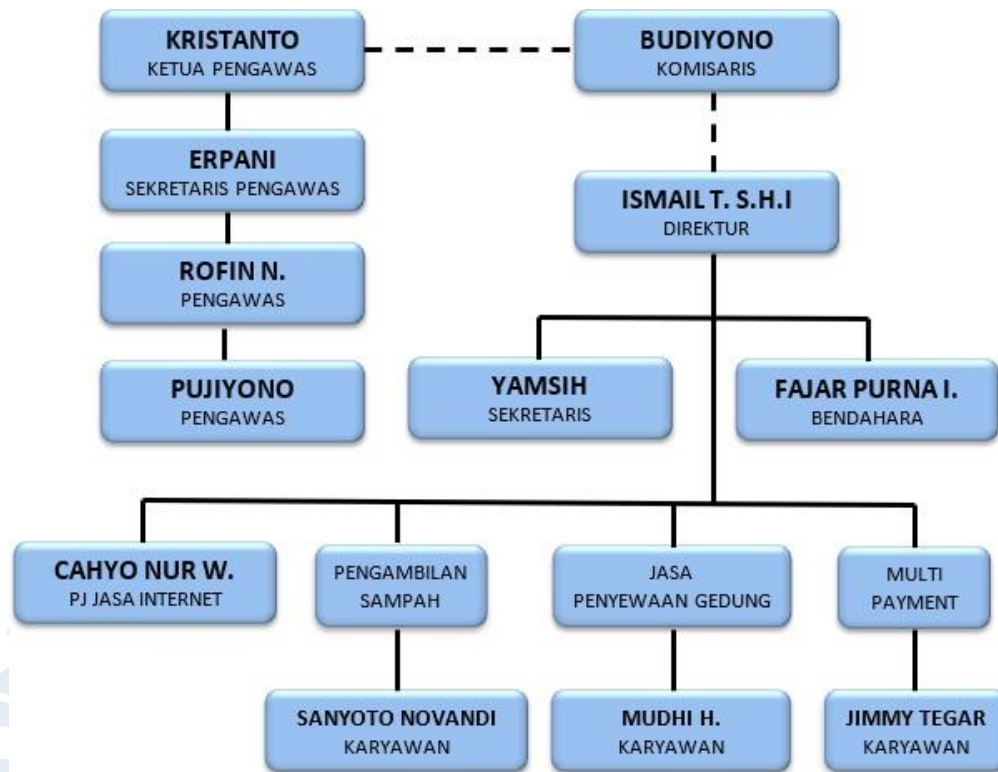 KRISTANTO
KETUA PENGAWAS
BUDIYONO
KOMISARIS
ERPANI
SEKRETARIS PENGAWAS
ISMAIL T. S.H.I
DIREKTUR
ROFIN N.
PENGAWAS
PUJIYONO
PENGAWAS
YAMSIH
SEKRETARIS
FAJAR PURNA I.
BENDAHARA
CAHYO NUR W.
PJ JASA INTERNET
PENGAMBILAN
SAMPAH
JASA
PENYEWAAN GEDUNG
MULTI
PAYMENT
SANYOTO NOVANDI
KARYAWAN
MUDHI H.
KARYAWAN
JIMMY TEGAR
KARYAWAN